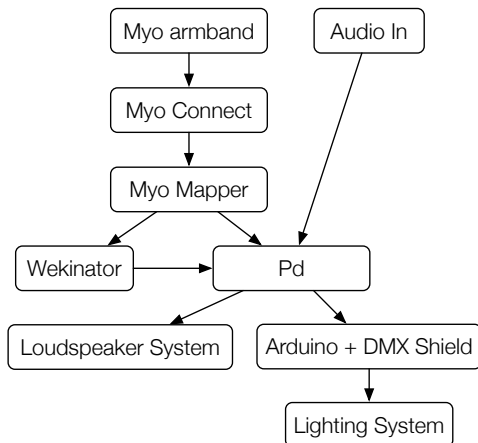 Myo armband
Audio In
Myo Connect
Myo Mapper
Wekinator
Pd
Loudspeaker System
Arduino + DMX Shield
Lighting System